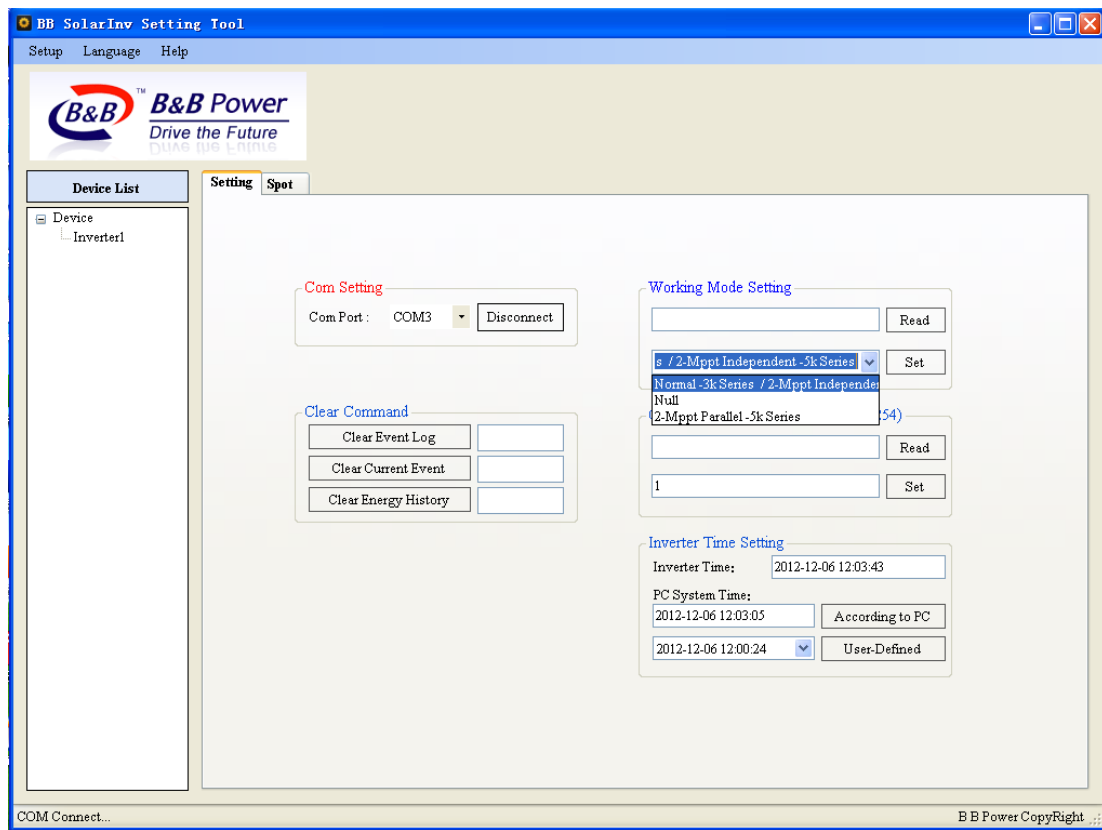 BB SolarInv Setting Tool
Setup Language Help
B&B
TM
B&B Power
Drive the Future
Device List
Device
Inverter1
Setting Spot
Com Setting
Com Port : COM3 Disconnect
Clear Command
Clear Event Log
Clear Current Event
Clear Energy History
Working Mode Setting
Read
s / 2-Mppt Independent -5k Series Set
Normal -3k Series / 2-Mppt Independe
Null
2-Mppt Parallel -5k Series
54)
Read
1 Set
Inverter Time Setting
Inverter Time: 2012-12-06 12:03:43
PC System Time:
2012-12-06 12:03:05 According to PC
2012-12-06 12:00:24 User-Defined
COM Connect... B B Power CopyRight